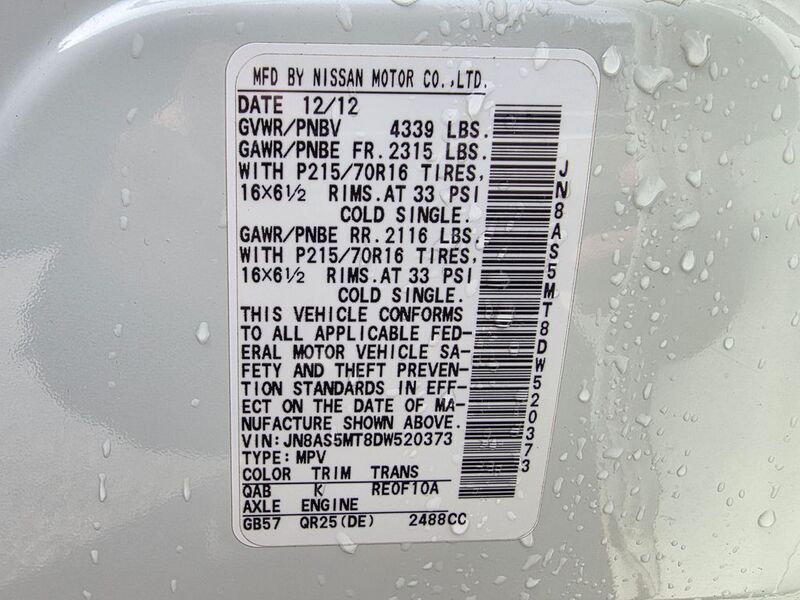 MFD BY NISSAN MOTOR CO.,LTD.
DATE 12/12
GVWR/PNBV 4339 LBS.
GAWR/PNBE FR.2315 LBS.
WITH P215/70R16 TIRES,
16X6½ RIMS.AT 33 PSI
COLD SINGLE.
GAWR/PNBE RR.2116 LBS.
WITH P215/70R16 TIRES,
16X6½ RIMS.AT 33 PSI
COLD SINGLE.
THIS VEHICLE CONFORMS
TO ALL APPLICABLE FED-
ERAL MOTOR VEHICLE SA-
FETY AND THEFT PREVEN-
TION STANDARDS IN EFF-
ECT ON THE DATE OF MA-
NUFACTURE SHOWN ABOVE.
VIN:JN8AS5MT8DW520373
TYPE:MPV
COLOR TRIM TRANS
QAB K RE0F10A
AXLE ENGINE
GB57 QR25(DE) 2488CC
JN8AS5MT8DW520373